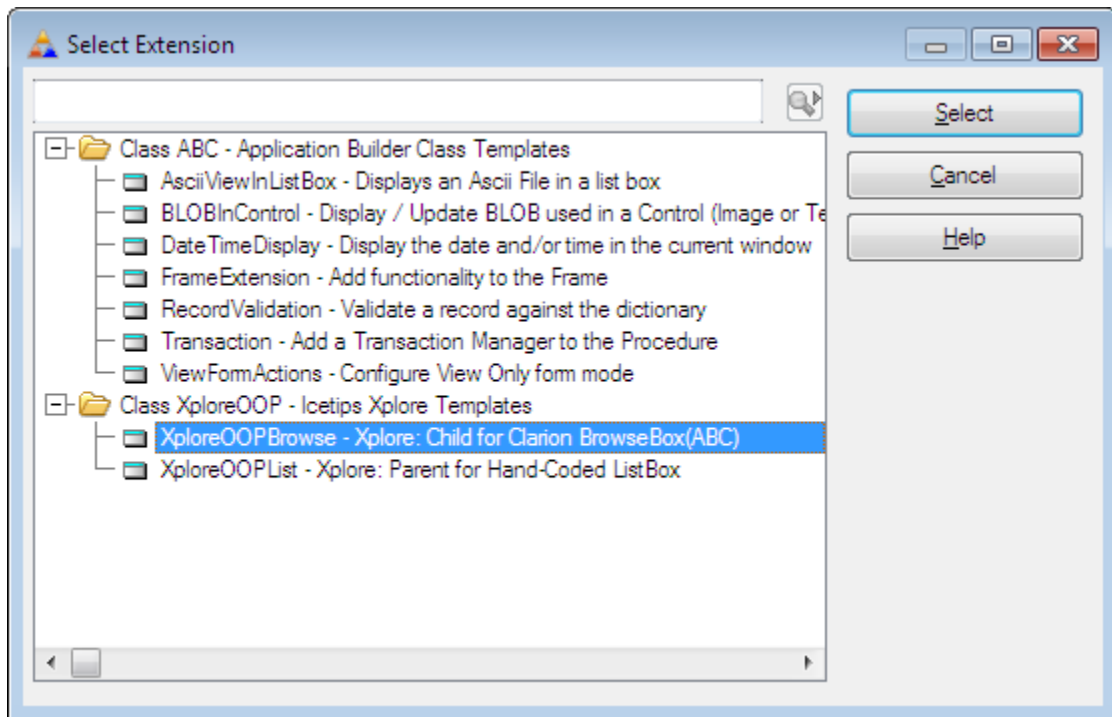 Select Extension
Select
Class ABC - Application Builder Class Templates
AsciiViewInListBox - Displays an Ascii File in a list box
Cancel
BLOBInControl - Display / Update BLOB used in a Control (Image or Te
DateTimeDisplay - Display the date and/or time in the current window
Help
FrameExtension - Add functionality to the Frame
RecordValidation - Validate a record against the dictionary
Transaction - Add a Transaction Manager to the Procedure
ViewFormActions - Configure View Only form mode
Class XploreOOP - Icetips Xplore Templates
XploreOOPBrowse - Xplore: Child for Clarion BrowseBox(ABC)
XploreOOPList - Xplore: Parent for Hand-Coded ListBox